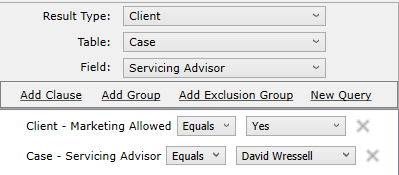 Result Type: Client
Table: Case
Field: Servicing Advisor
Add Clause Add Group Add Exclusion Group New Query
Client - Marketing Allowed Equals Yes
Case - Servicing Advisor Equals David Wressell